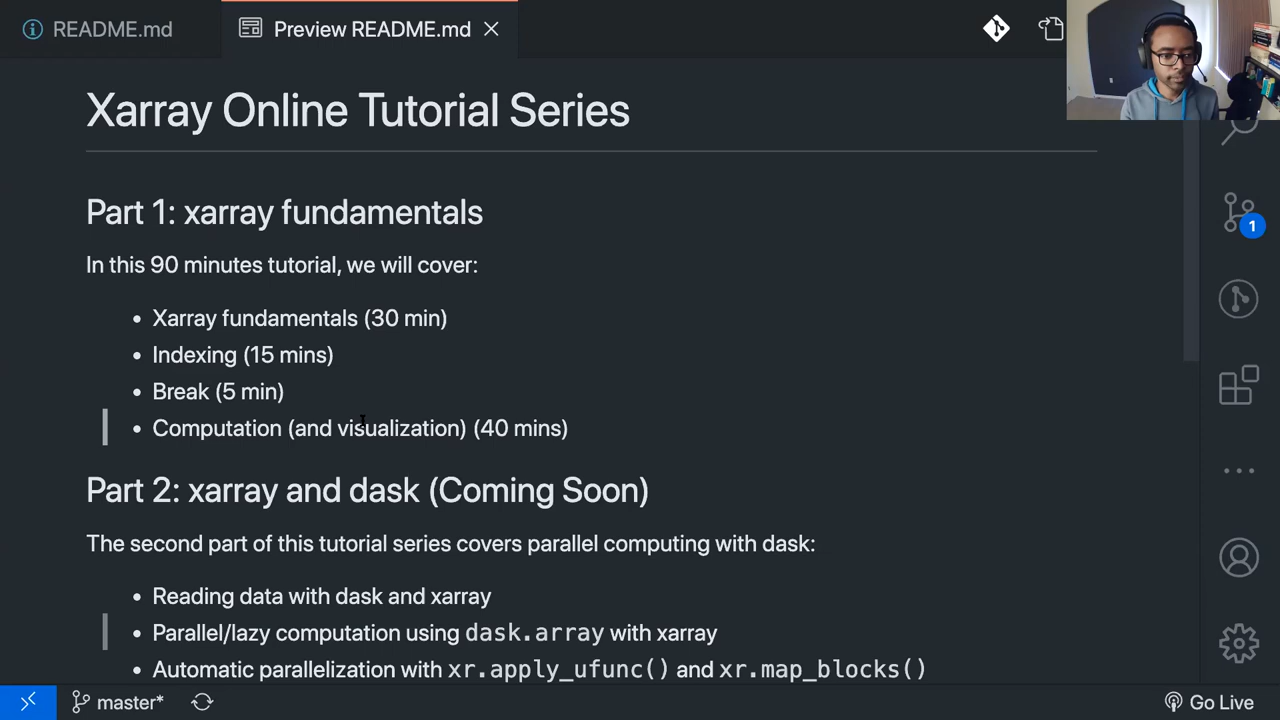 README.md
Preview README.md
Xarray Online Tutorial Series
Part 1: xarray fundamentals
In this 90 minutes tutorial, we will cover:
• Xarray fundamentals (30 min)
• Indexing (15 mins)
• Break (5 min)
• Computation (and visualization) (40 mins)
Part 2: xarray and dask (Coming Soon)
The second part of this tutorial series covers parallel computing with dask:
• Reading data with dask and xarray
• Parallel/lazy computation using dask.array with xarray
• Automatic parallelization with xr.apply_ufunc() and xr.map_blocks()
1
master*
Go Live